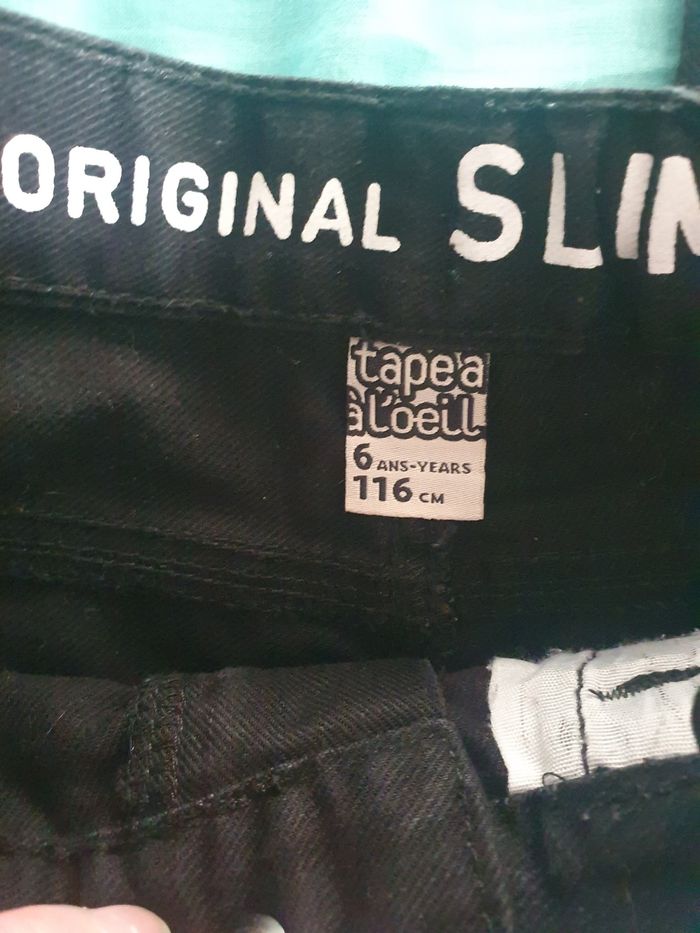 ORIGINAL SLIM
tape à
à l'oeil
6 ANS-YEARS
116 CM